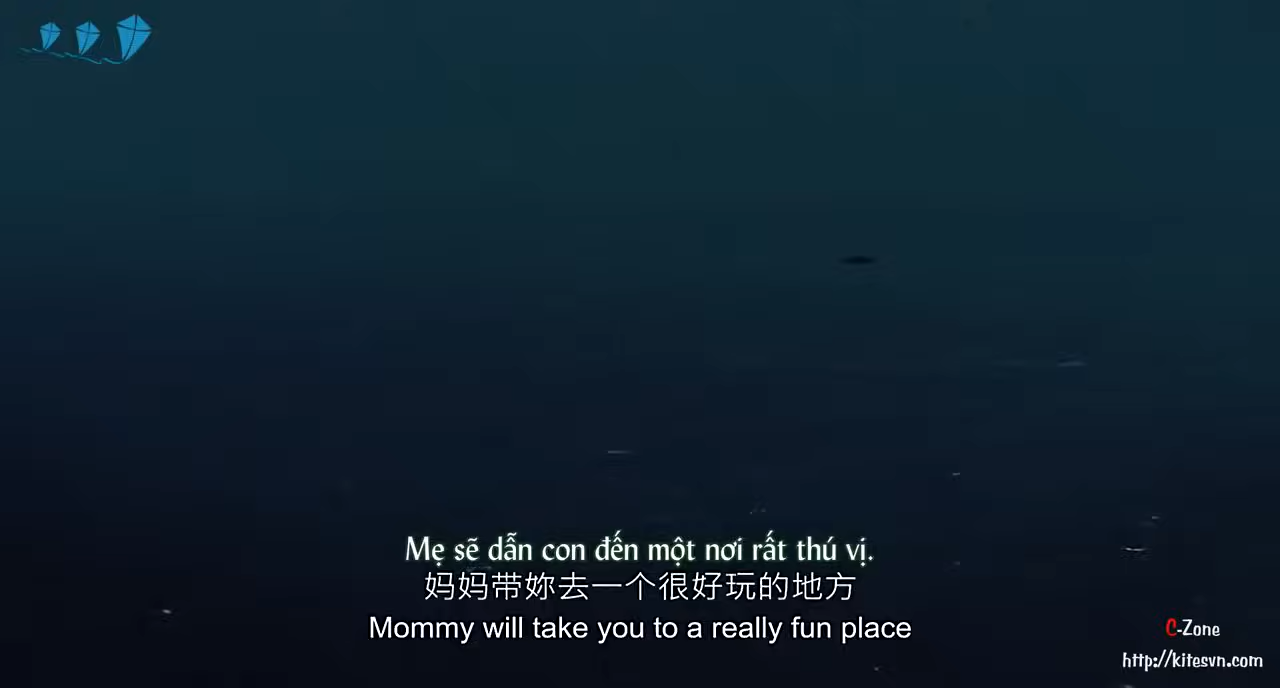 Mẹ sẽ dẫn con đến một nơi rất thú vị.
妈妈带妳去一个很好玩的地方
Mommy will take you to a really fun place
C-Zone
http://kitesvn.com